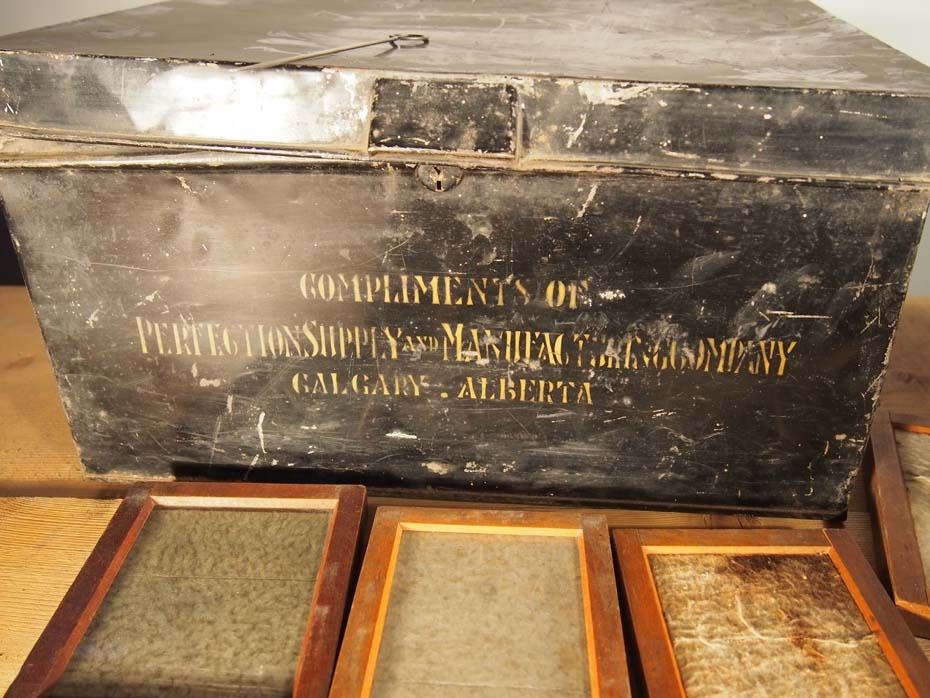 COMPLIMENTS OF
PERFECTION SUPPLY AND MANUFACTURING COMPANY
CALGARY . ALBERTA